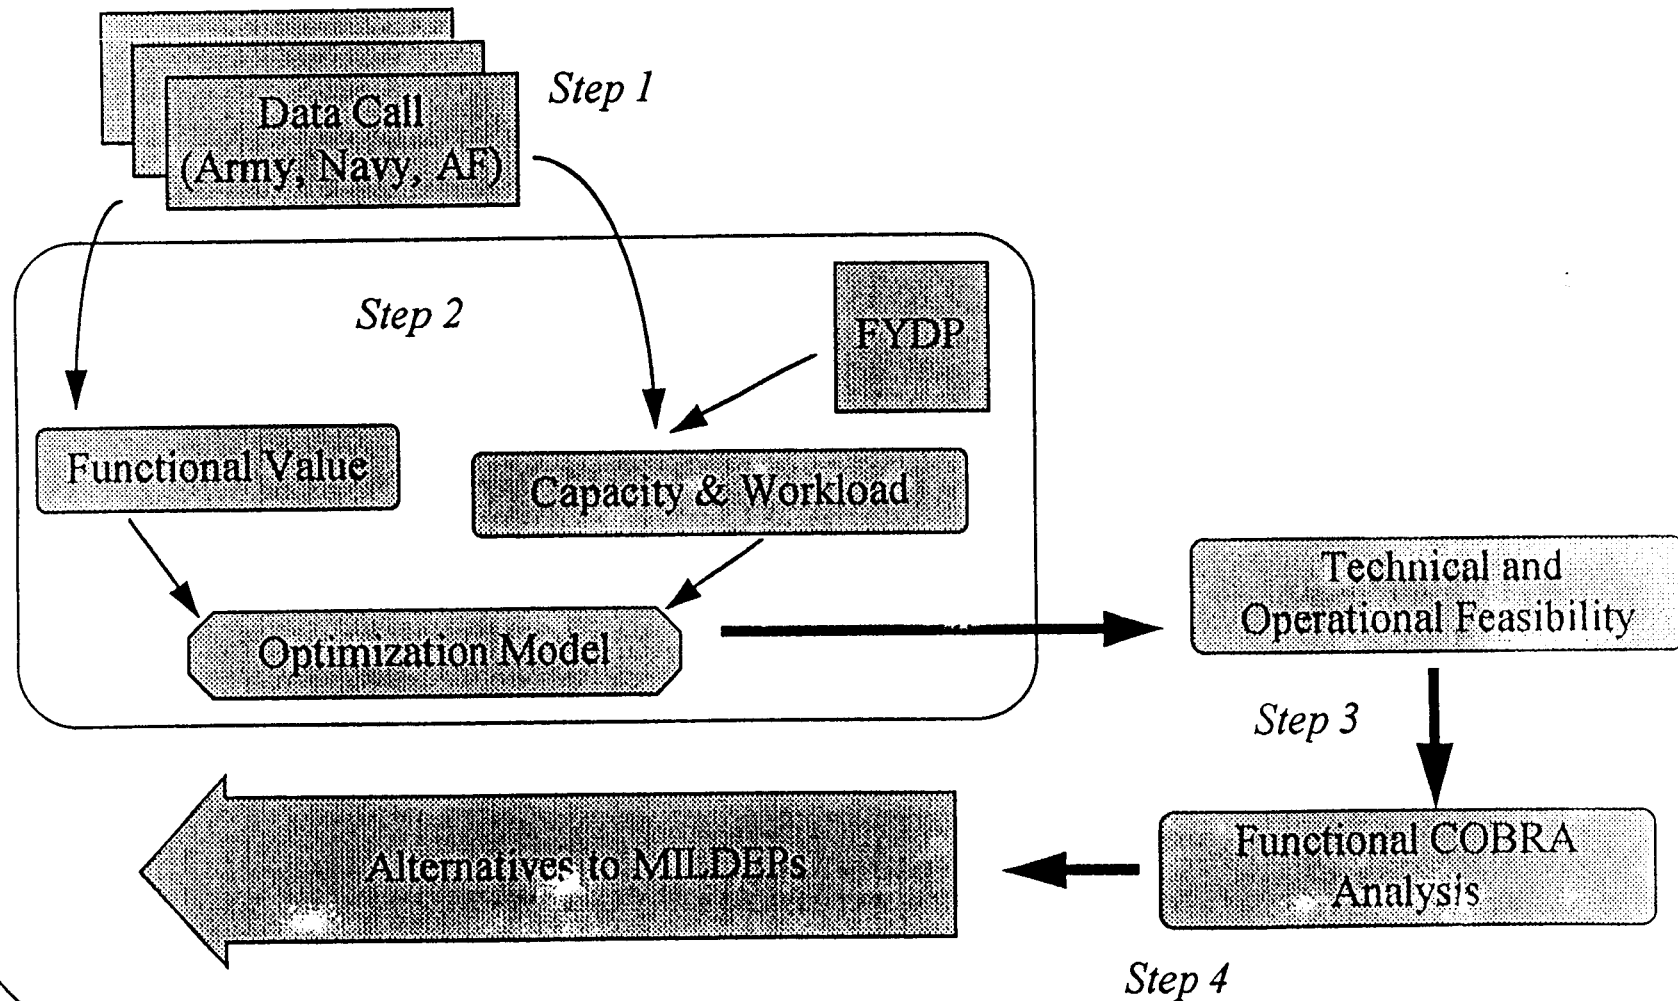 Data Call
(Army, Navy, AF)
Step 1
Step 2
FYDP
Functional Value
Capacity & Workload
Optimization Model
Technical and
Operational Feasibility
Step 3
Functional COBRA
Analysis
Alternatives to MILDEPs
Step 4